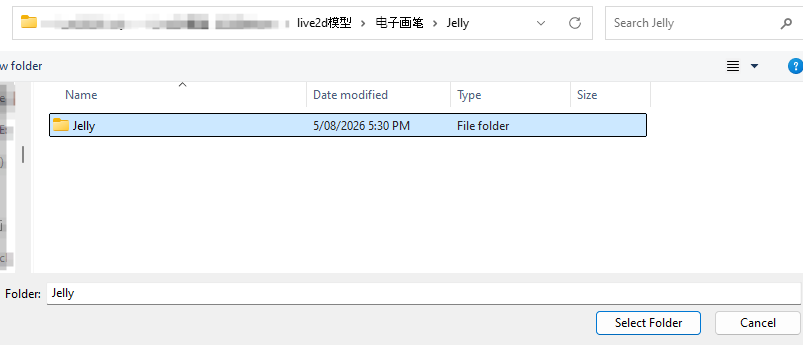 live2d模型 > 电子画笔 > Jelly
Search Jelly
w folder
Name Date modified Type Size
Jelly 5/08/2026 5:30 PM File folder
Folder: Jelly
Select Folder Cancel